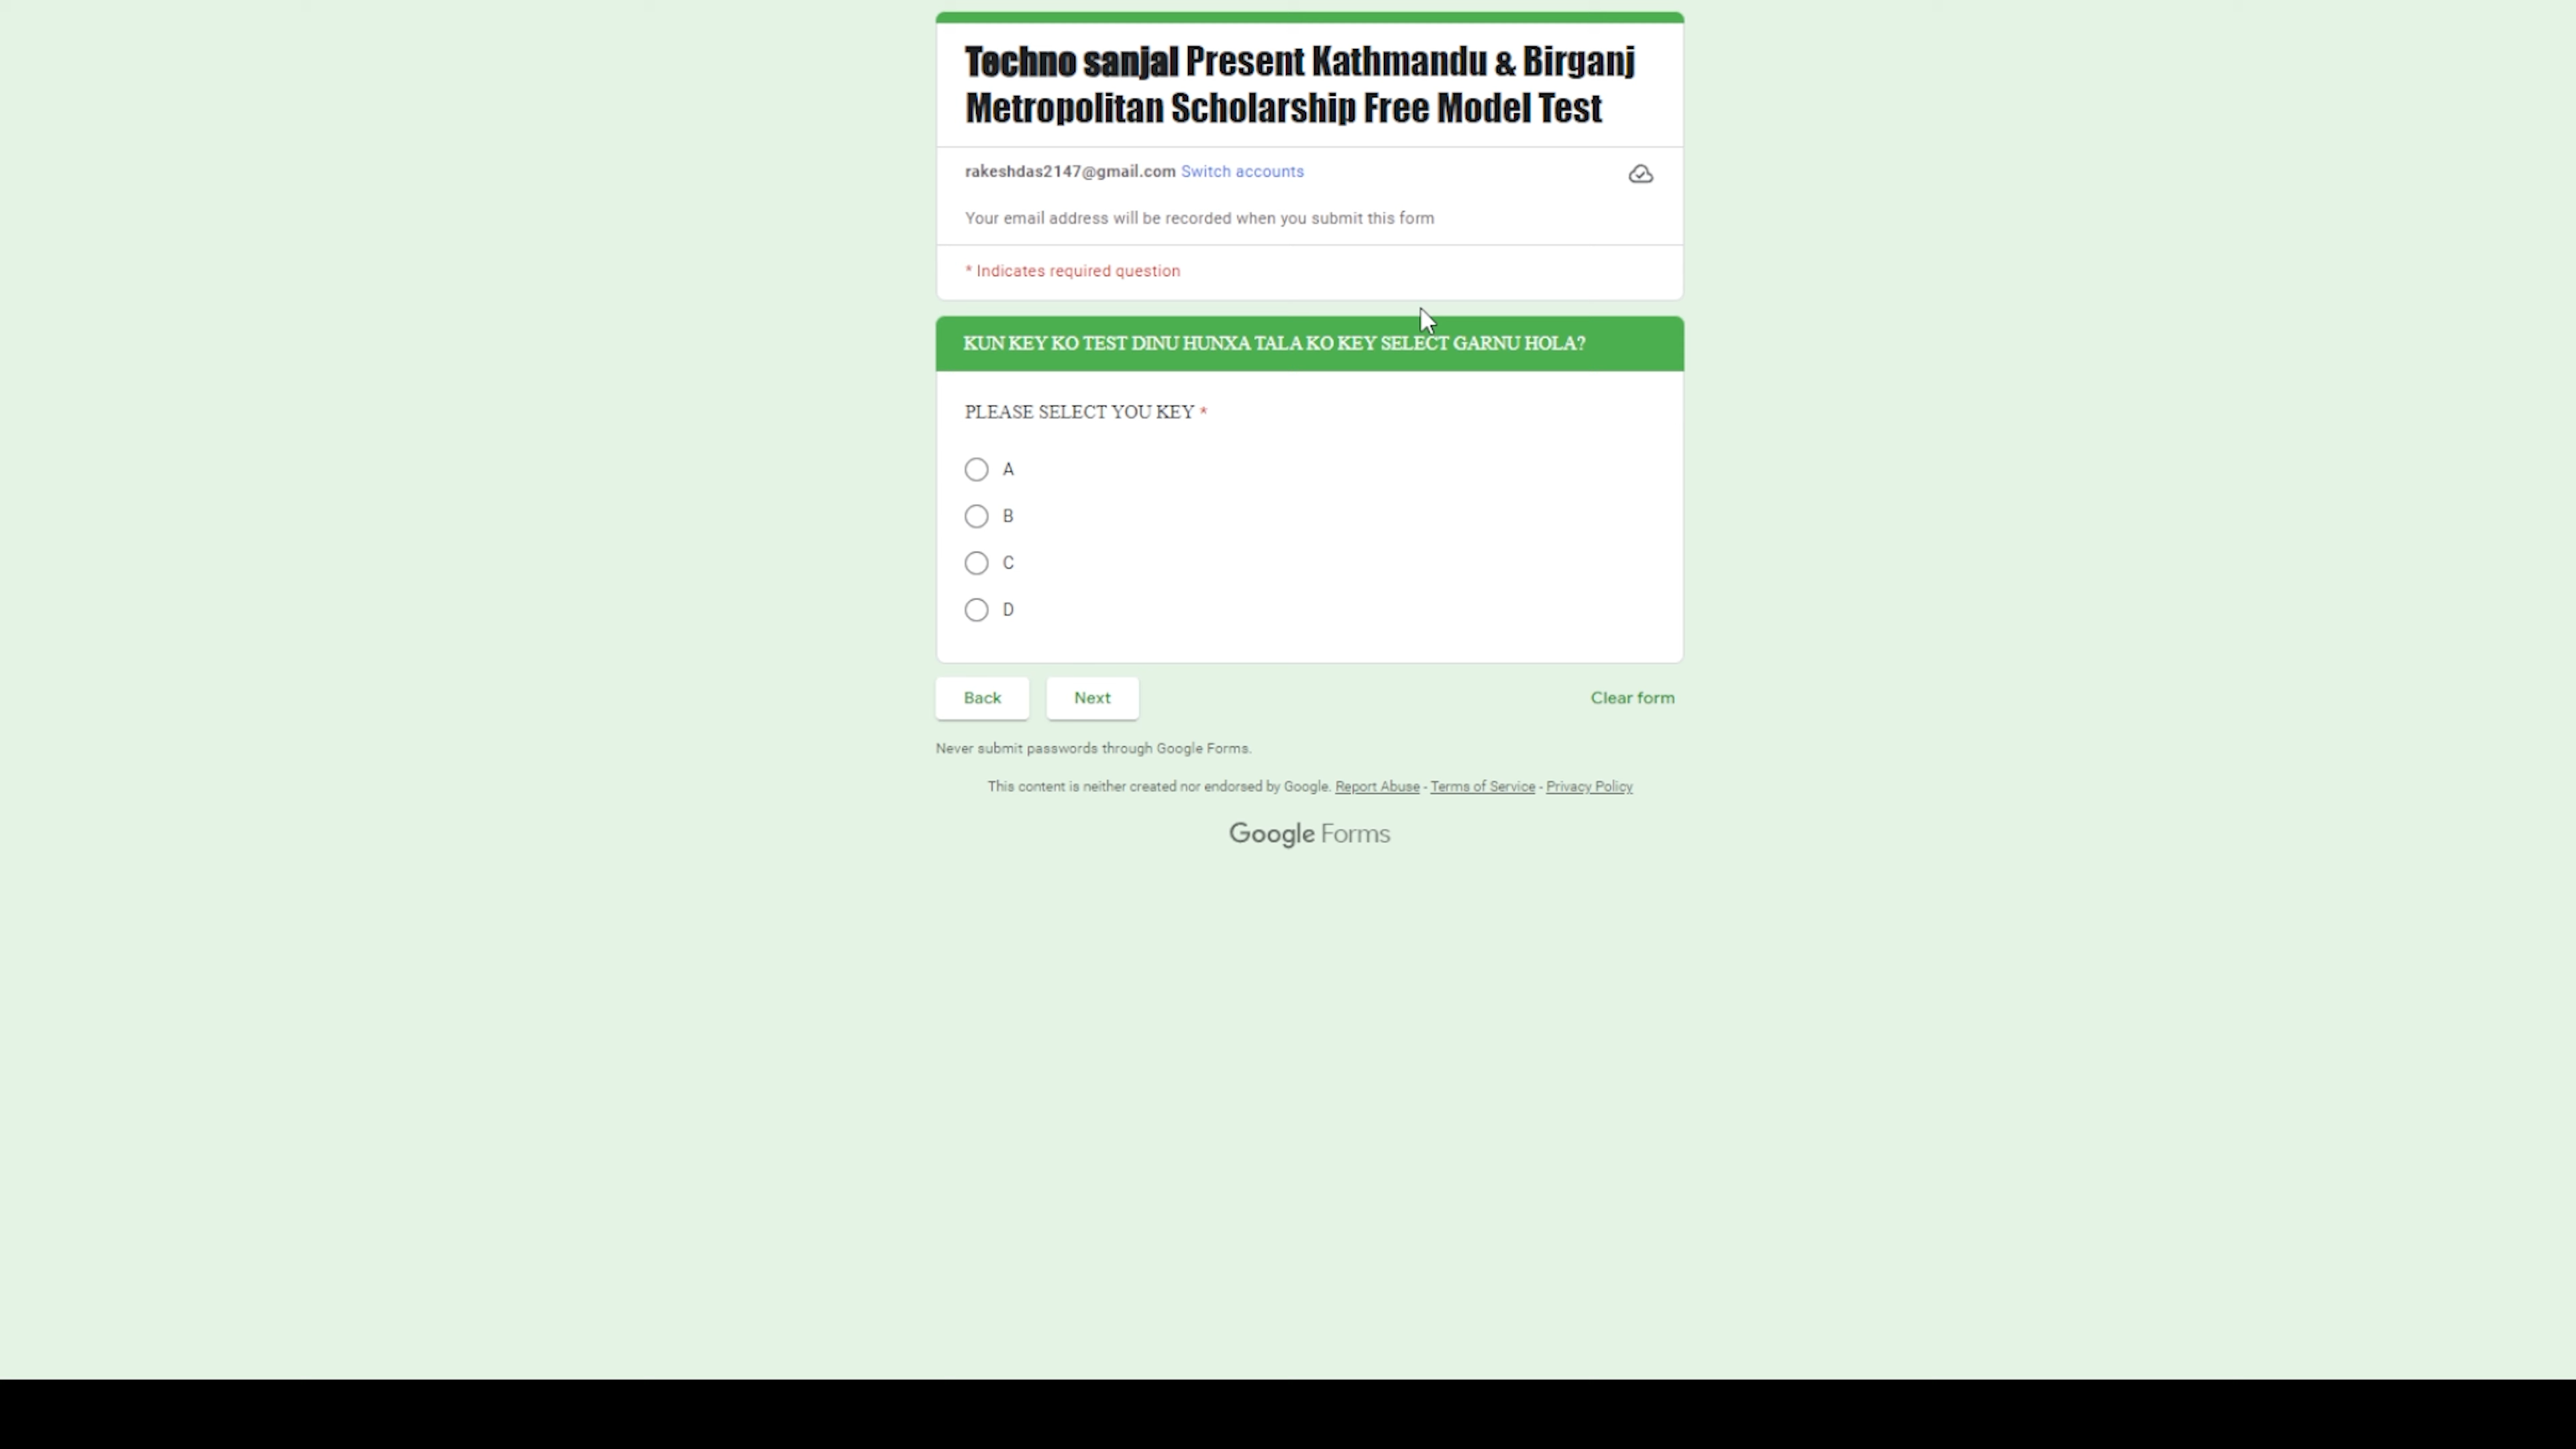 Techno sanjal Present Kathmandu & Birganj
Metropolitan Scholarship Free Model Test
rakeshdas2147@gmail.com Switch accounts
Your email address will be recorded when you submit this form
* Indicates required question
KUN KEY KO TEST DINU HUNXA TALA KO KEY SELECT GARNU HOLA?
PLEASE SELECT YOU KEY *
A
B
C
D
Back Next Clear form
Never submit passwords through Google Forms.
This content is neither created nor endorsed by Google. Report Abuse - Terms of Service - Privacy Policy
Google Forms